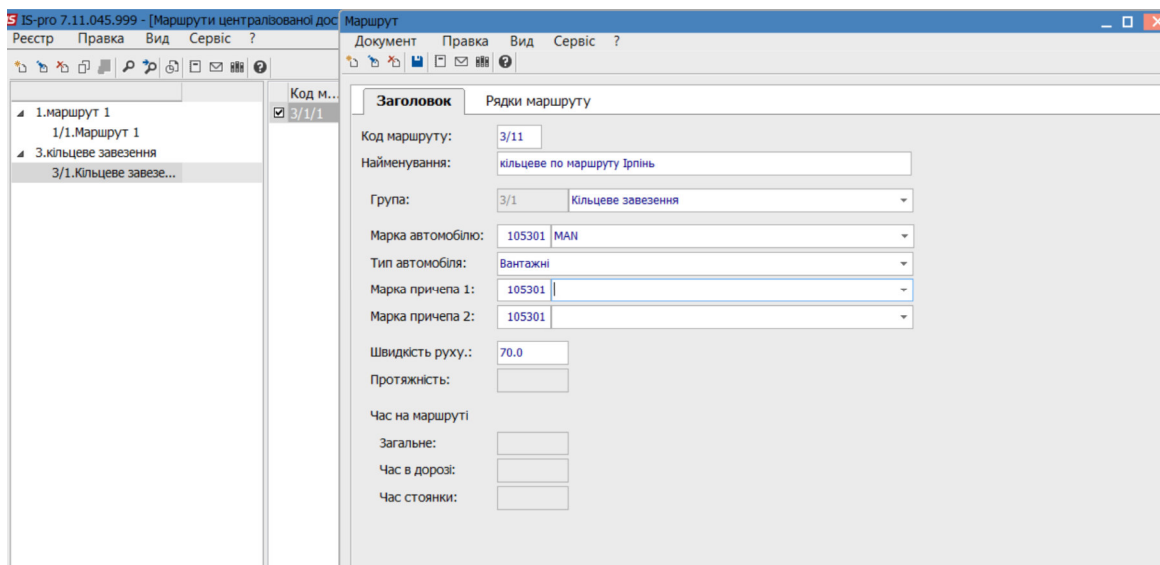 IS-pro 7.11.045.999 - [Маршрути централізованої дос
Реєстр Правка Вид Сервіс ?
1.маршрут 1
1/1.Маршрут 1
3.кільцеве завезення
3/1.Кільцеве завезе...
Код м...
3/1/1
Маршрут
Документ Правка Вид Сервіс ?
Заголовок Рядки маршруту
Код маршруту: 3/11
Найменування: кільцеве по маршруту Ірпінь
Група: 3/1 Кільцеве завезення
Марка автомобілю: 105301 MAN
Тип автомобіля: Вантажні
Марка причепа 1: 105301
Марка причепа 2: 105301
Швидкість руху.: 70.0
Протяжність:
Час на маршруті
Загальне:
Час в дорозі:
Час стоянки: